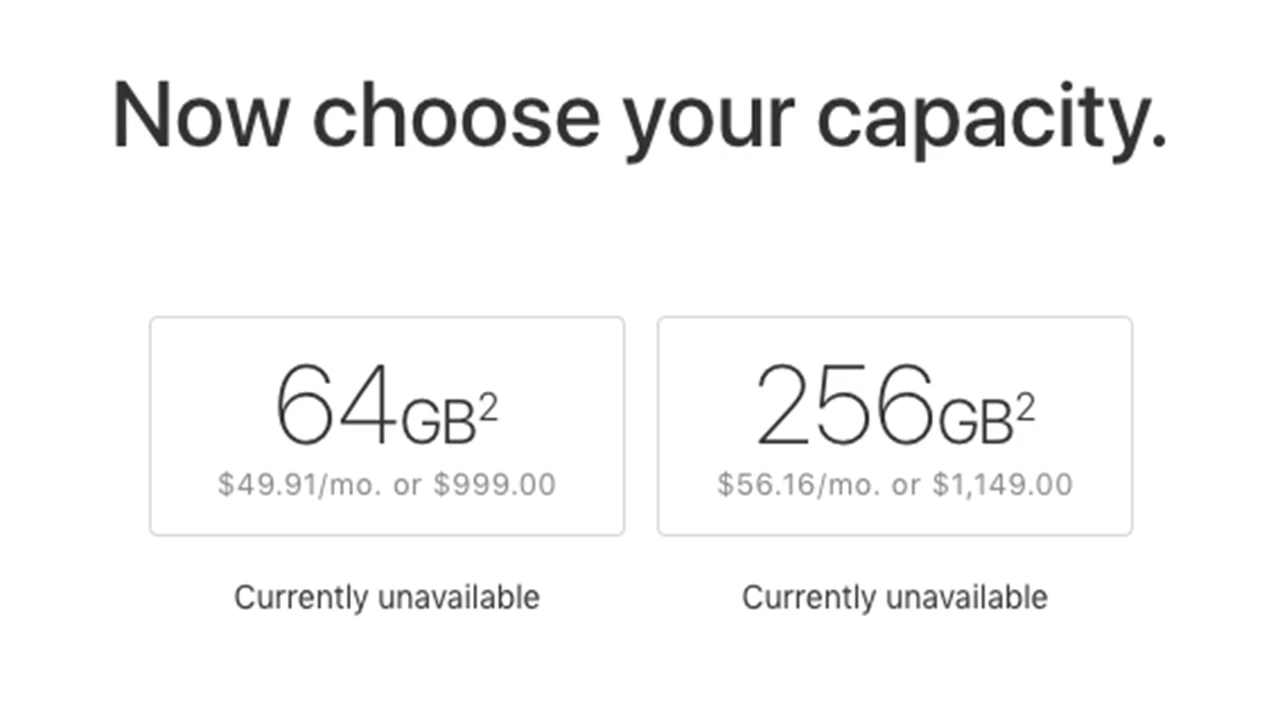 Now choose your capacity.
64GB²
256GB²
$49.91/mo. or $999.00
$56.16/mo. or $1,149.00
Currently unavailable
Currently unavailable